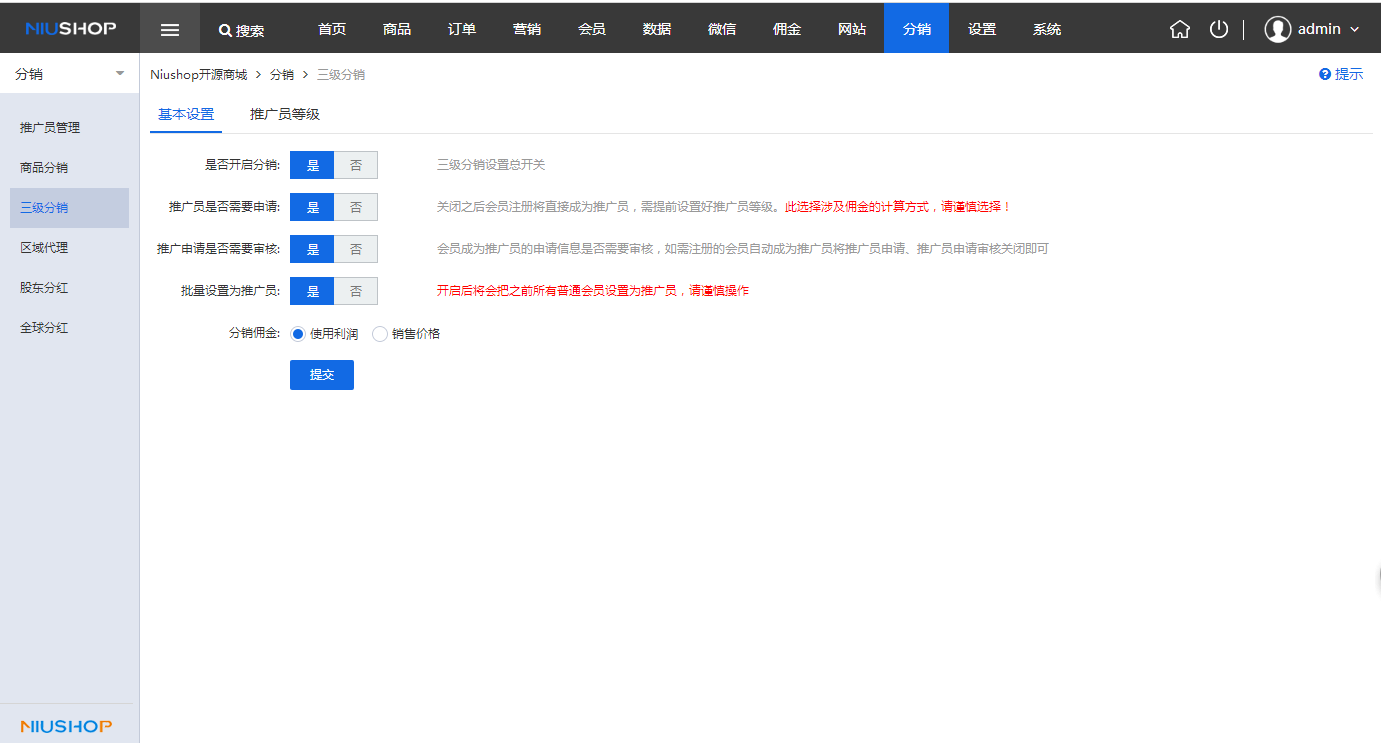 NIUSHOP 搜索 首页 商品 订单 营销 会员 数据 微信 佣金 网站 分销 设置 系统 admin
分销
Niushop开源商城 > 分销 > 三级分销 提示
基本设置 推广员等级
推广员管理
商品分销
三级分销
区域代理
股东分红
全球分红
是否开启分销: 是 否 三级分销设置总开关
推广员是否需要申请: 是 否 关闭之后会员注册将直接成为推广员，需提前设置好推广员等级。此选择涉及佣金的计算方式，请谨慎选择！
推广申请是否需要审核: 是 否 会员成为推广员的申请信息是否需要审核，如需注册的会员自动成为推广员将推广员申请、推广员申请审核关闭即可
批量设置为推广员: 是 否 开启后将会把之前所有普通会员设置为推广员，请谨慎操作
分销佣金: 使用利润 销售价格
提交
NIUSHOP